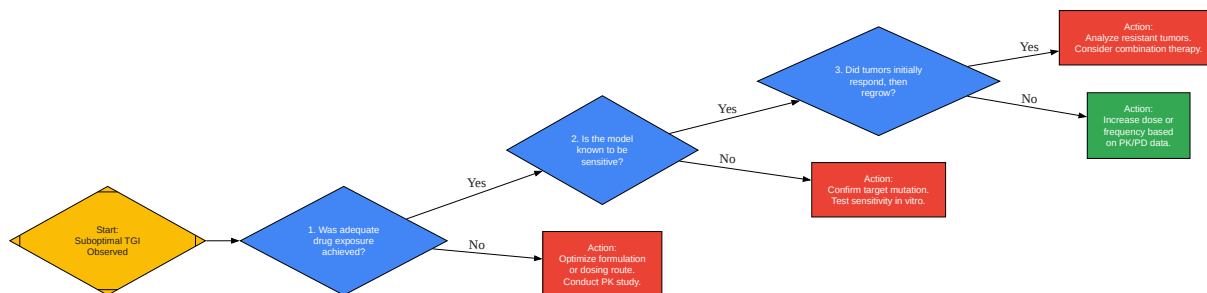 Start:
Suboptimal TGI
Observed
1. Was adequate
drug exposure
achieved?
Yes
No
Action:
Optimize formulation
or dosing route.
Conduct PK study.
2. Is the model
known to be
sensitive?
Yes
No
Action:
Confirm target mutation.
Test sensitivity in vitro.
3. Did tumors initially
respond, then
regrow?
Yes
No
Action:
Analyze resistant tumors.
Consider combination therapy.
Action:
Increase dose or
frequency based
on PK/PD data.